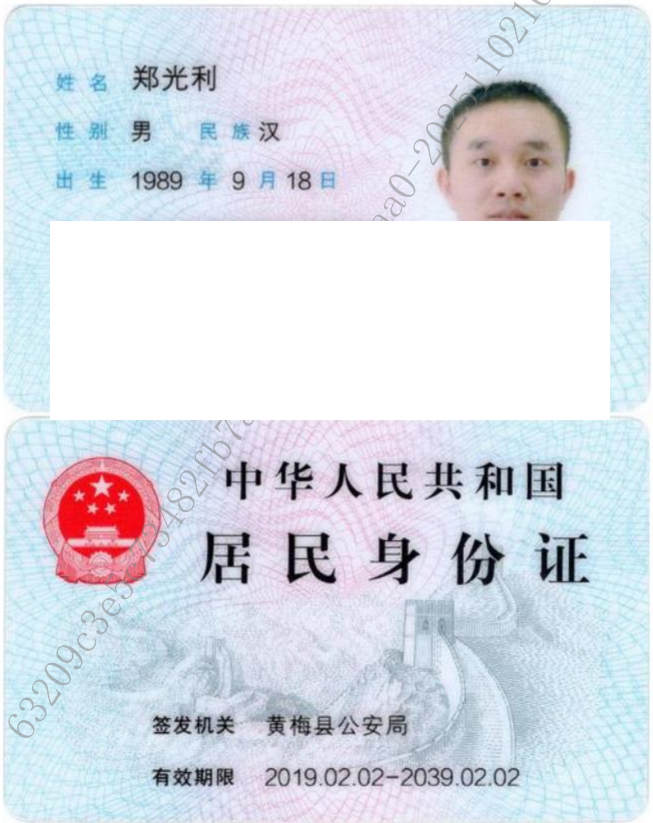 姓名 郑光利
性别 男 民族 汉
出生 1989 年 9 月 18 日
中华人民共和国
居民身份证
签发机关 黄梅县公安局
有效期限 2019.02.02-2039.02.02